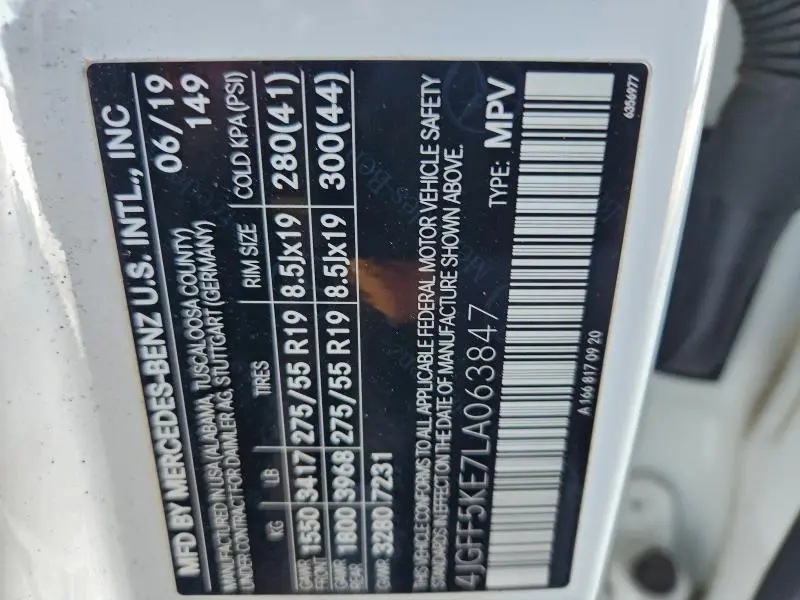 MFD BY MERCEDES-BENZ U.S. INTL., INC
06/19
149
MANUFACTURED IN USA (ALABAMA, TUSCALOOSA COUNTY)
UNDER CONTRACT FOR DAIMLER AG, STUTTGART (GERMANY)
KG LB TIRES RIM SIZE COLD KPA (PSI)
GAWR FRONT 1550 3417 275/55 R19 8.5Jx19 280(41)
GAWR REAR 1800 3968 275/55 R19 8.5Jx19 300(44)
GVWR 3280 7231
THIS VEHICLE CONFORMS TO ALL APPLICABLE FEDERAL MOTOR VEHICLE SAFETY
STANDARDS IN EFFECT ON THE DATE OF MANUFACTURE SHOWN ABOVE.
4JGFF5KE7LA063847 TYPE: MPV
A 166 817 09 20
6356977